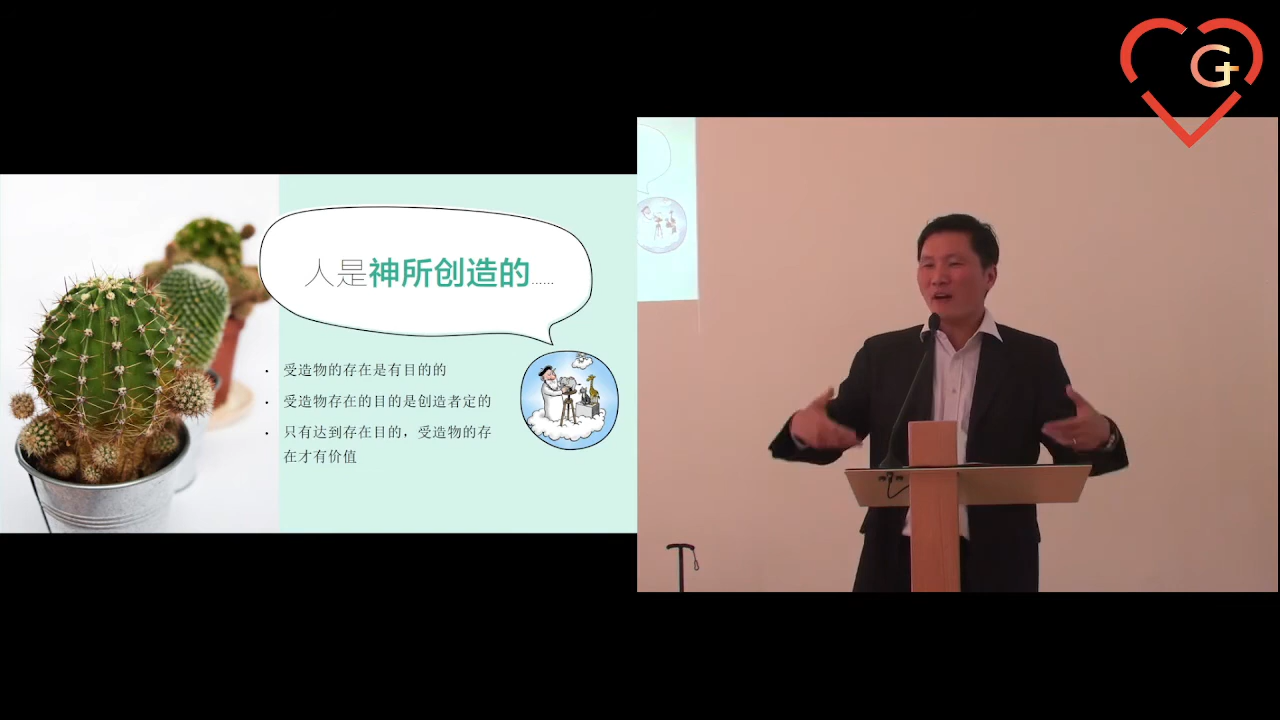 人是神所创造的……
• 受造物的存在是有目的的
• 受造物存在的目的是创造者定的
• 只有达到存在目的，受造物的存
在才有价值
G